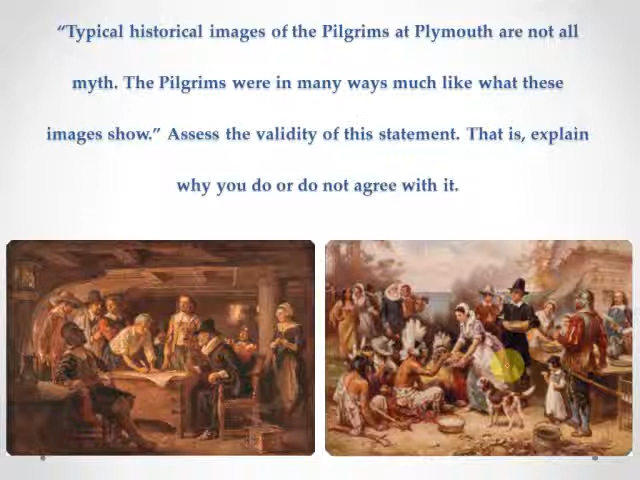 “Typical historical images of the Pilgrims at Plymouth are not all
myth. The Pilgrims were in many ways much like what these
images show.” Assess the validity of this statement. That is, explain
why you do or do not agree with it.